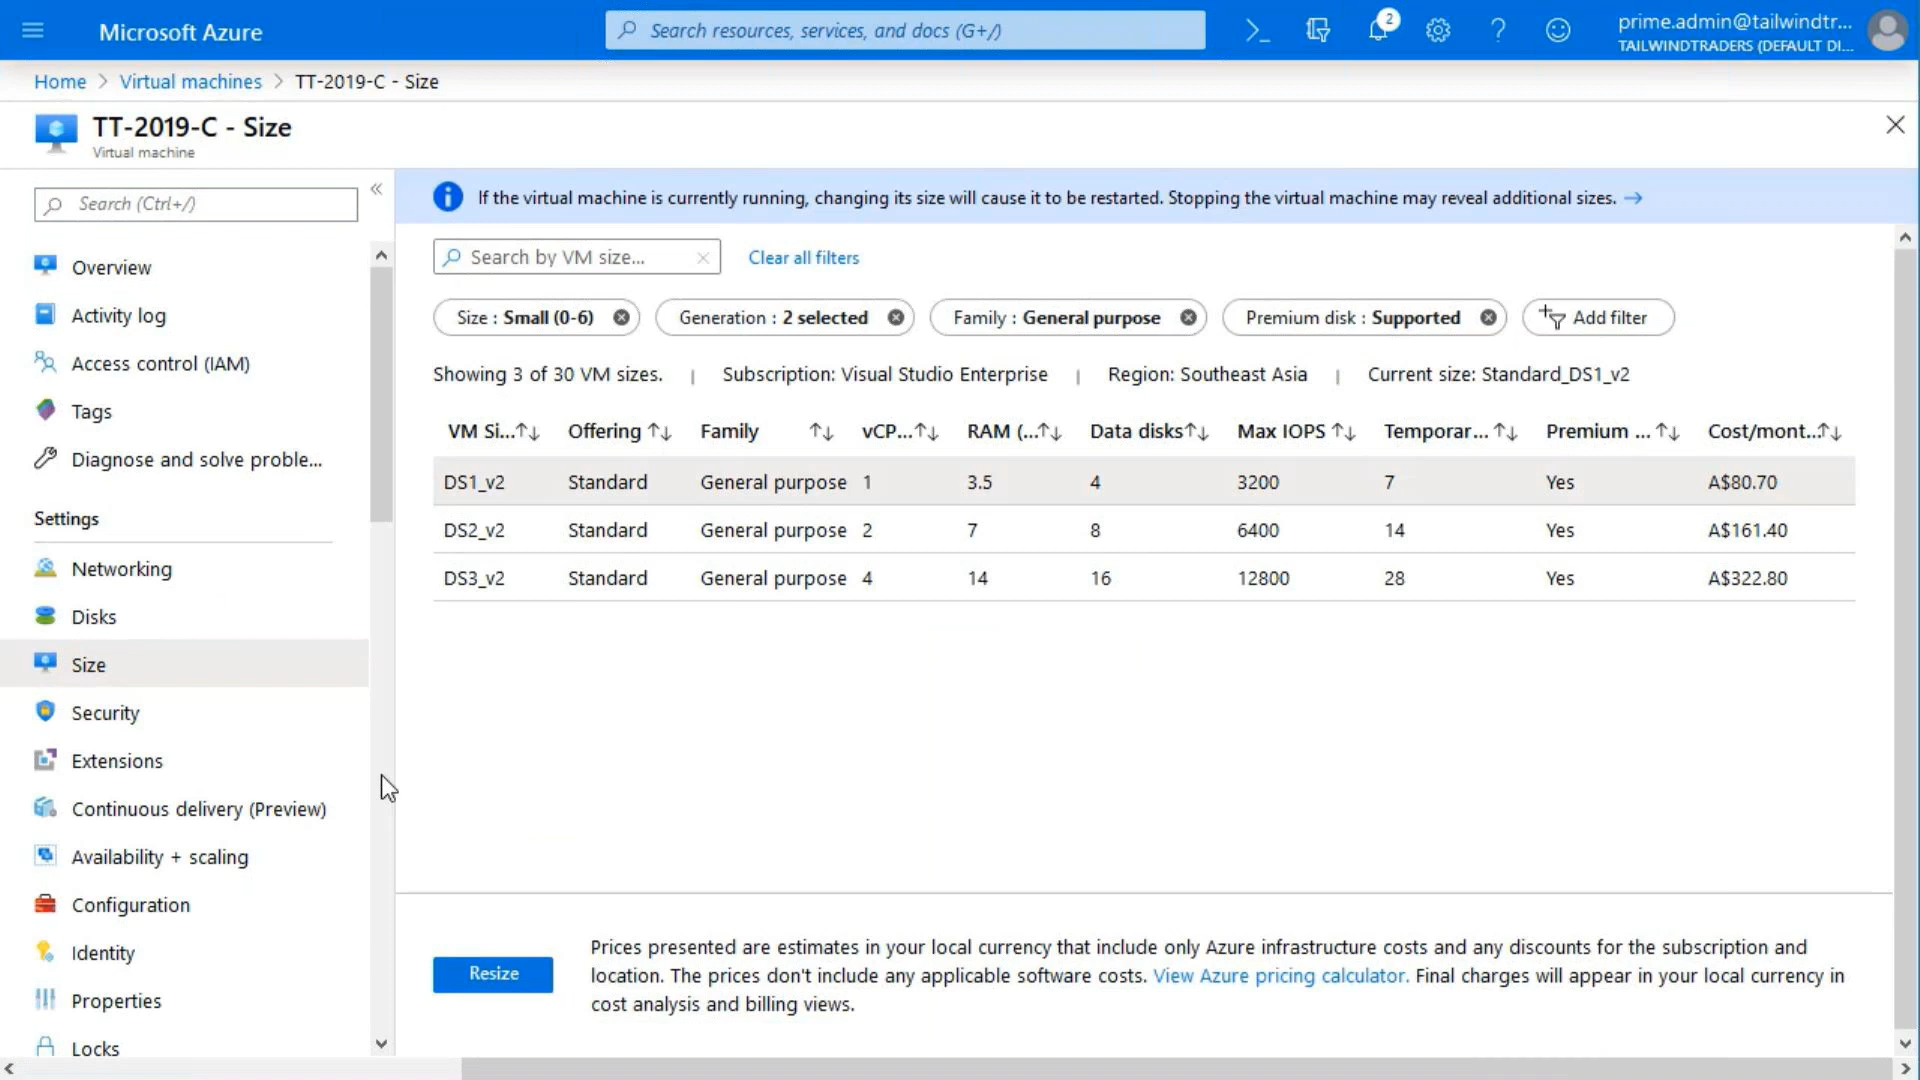 Microsoft Azure
Search resources, services, and docs (G+/)
2
prime.admin@tailwindtr...
TAILWINDTRADERS (DEFAULT DI...
Home > Virtual machines > TT-2019-C - Size
TT-2019-C - Size
Virtual machine
Search (Ctrl+/)
Overview
Activity log
Access control (IAM)
Tags
Diagnose and solve proble...
Settings
Networking
Disks
Size
Security
Extensions
Continuous delivery (Preview)
Availability + scaling
Configuration
Identity
Properties
Locks
If the virtual machine is currently running, changing its size will cause it to be restarted. Stopping the virtual machine may reveal additional sizes. →
Search by VM size...
Clear all filters
Size : Small (0-6) Generation : 2 selected Family : General purpose Premium disk : Supported Add filter
Showing 3 of 30 VM sizes. | Subscription: Visual Studio Enterprise | Region: Southeast Asia | Current size: Standard_DS1_v2
VM Si...↑↓ Offering ↑↓ Family ↑↓ vCP...↑↓ RAM (...↑↓ Data disks↑↓ Max IOPS ↑↓ Temporar... ↑↓ Premium ... ↑↓ Cost/mont...↑↓
DS1_v2 Standard General purpose 1 3.5 4 3200 7 Yes A$80.70
DS2_v2 Standard General purpose 2 7 8 6400 14 Yes A$161.40
DS3_v2 Standard General purpose 4 14 16 12800 28 Yes A$322.80
Resize
Prices presented are estimates in your local currency that include only Azure infrastructure costs and any discounts for the subscription and
location. The prices don't include any applicable software costs. View Azure pricing calculator. Final charges will appear in your local currency in
cost analysis and billing views.